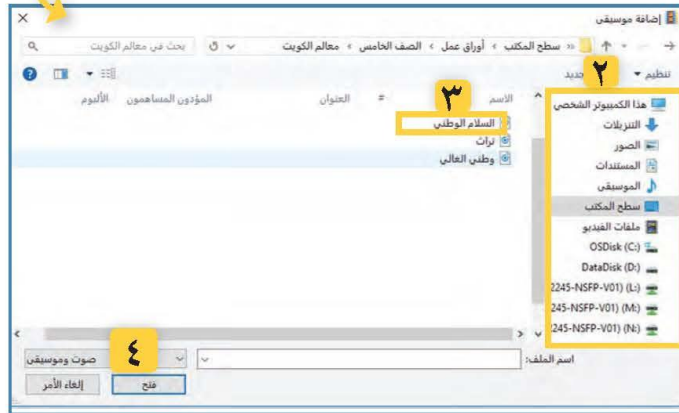 إضافة موسيقى
سطح المكتب › أوراق عمل › الصف الخامس › معالم الكويت
بحث في معالم الكويت
تنظيم
جديد
٢
هذا الكمبيوتر الشخصي
التنزيلات
الصور
المستندات
الموسيقى
سطح المكتب
ملفات الفيديو
OSDisk (C:)
DataDisk (D:)
2245-NSFP-V01) (L:)
245-NSFP-V01) (M:)
245-NSFP-V01) (N:)
٣
الاسم # العنوان المؤدون المساهمون الألبوم
السلام الوطني
تراث
وطني الغالي
اسم الملف:
صوت وموسيقى
٤
فتح
إلغاء الأمر